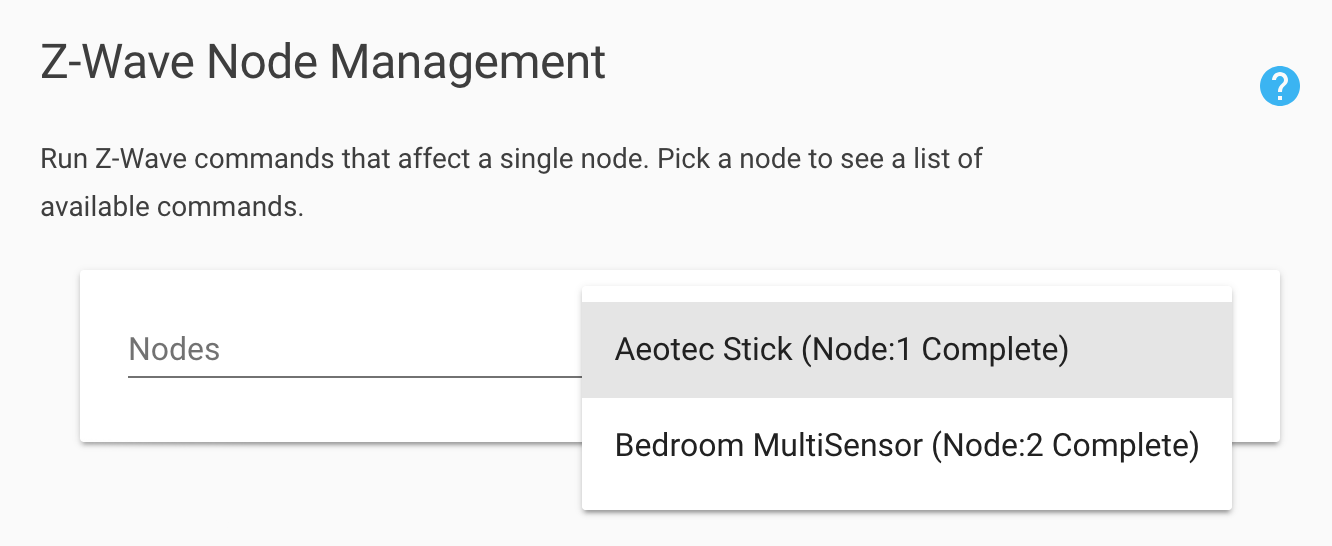 Z-Wave Node Management
?
Run Z-Wave commands that affect a single node. Pick a node to see a list of
available commands.
Nodes
Aeotec Stick (Node:1 Complete)
Bedroom MultiSensor (Node:2 Complete)